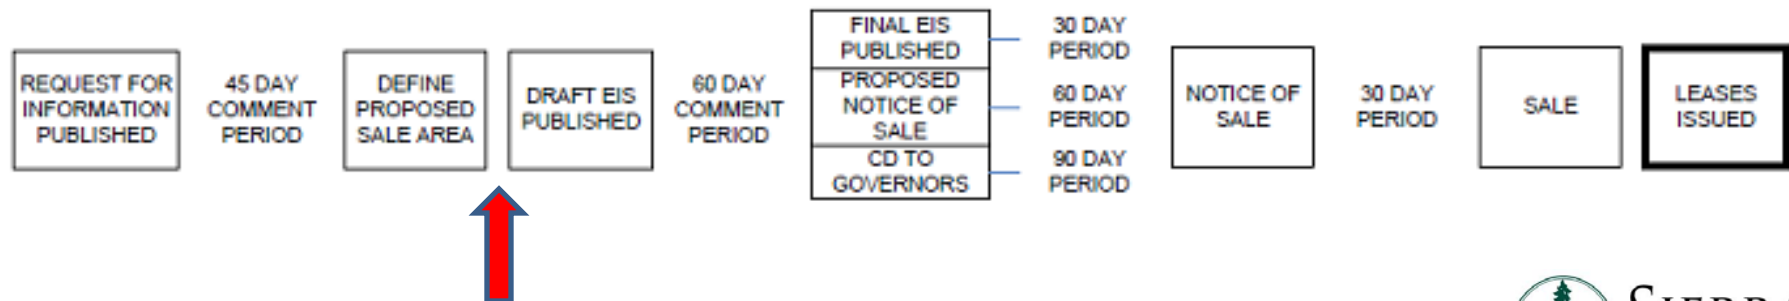 REQUEST FOR
INFORMATION
PUBLISHED
45 DAY
COMMENT
PERIOD
DEFINE
PROPOSED
SALE AREA
DRAFT EIS
PUBLISHED
60 DAY
COMMENT
PERIOD
FINAL EIS
PUBLISHED
30 DAY
PERIOD
PROPOSED
NOTICE OF
SALE
60 DAY
PERIOD
CD TO
GOVERNORS
90 DAY
PERIOD
NOTICE OF
SALE
30 DAY
PERIOD
SALE
LEASES
ISSUED